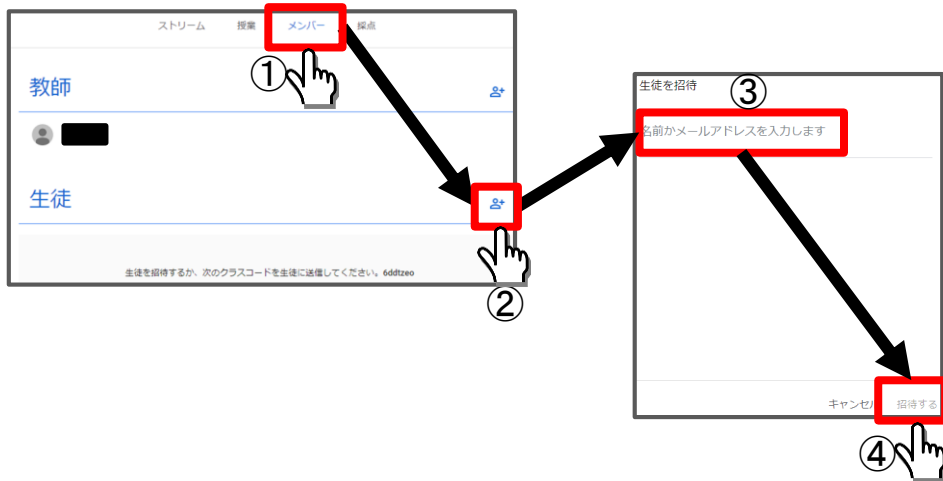 ストリーム 授業 メンバー 採点
①
教師
生徒
②
生徒を招待するか、次のクラスコードを生徒に送信してください。6ddtzeo
生徒を招待
③
名前かメールアドレスを入力します
キャンセル 招待する
④